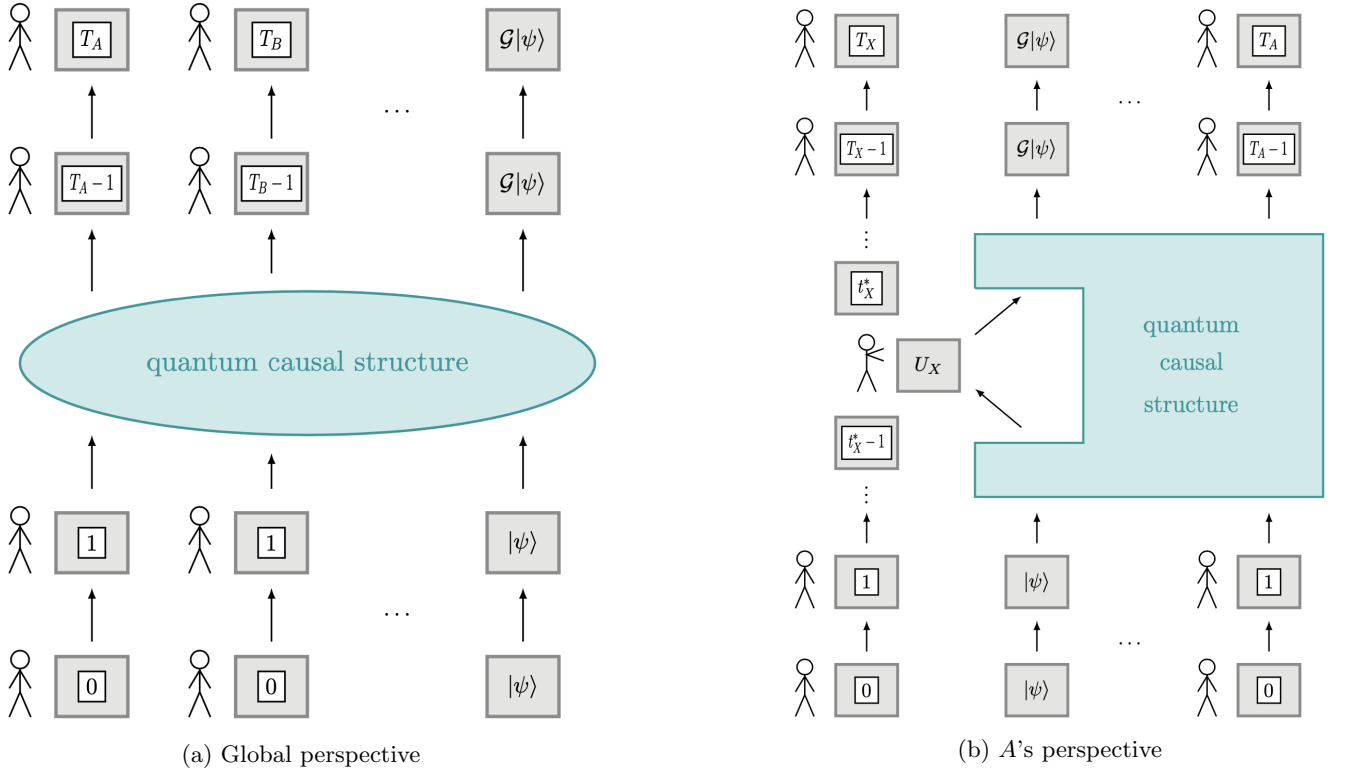 T_A T_B 𝒢|ψ⟩
...
T_A − 1 T_B − 1 𝒢|ψ⟩
quantum causal structure
1 1 |ψ⟩
...
0 0 |ψ⟩
(a) Global perspective
T_X 𝒢|ψ⟩ T_A
...
T_X − 1 𝒢|ψ⟩ T_A − 1
⋮
t*_X
U_X
quantum
causal
structure
t*_X − 1
⋮
1 |ψ⟩ 1
...
0 |ψ⟩ 0
(b) A's perspective